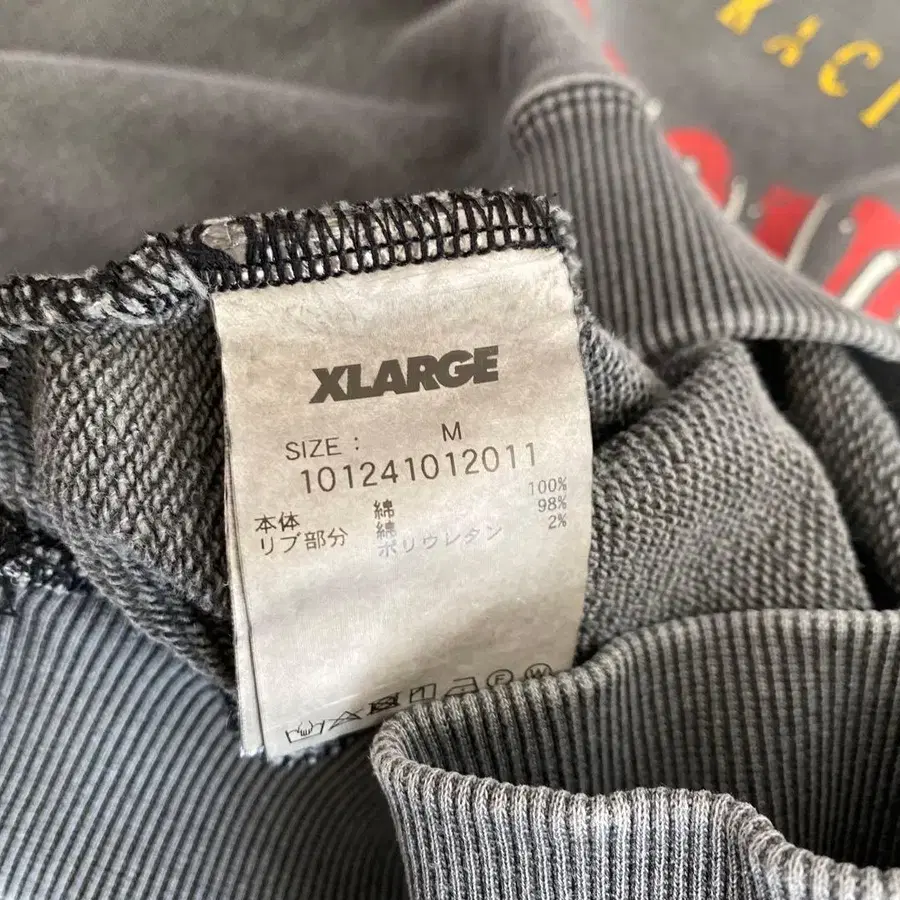 RACI
XLARGE
SIZE : M
101241012011
本体 綿 100%
リブ部分 綿 98%
ポリウレタン 2%
F W